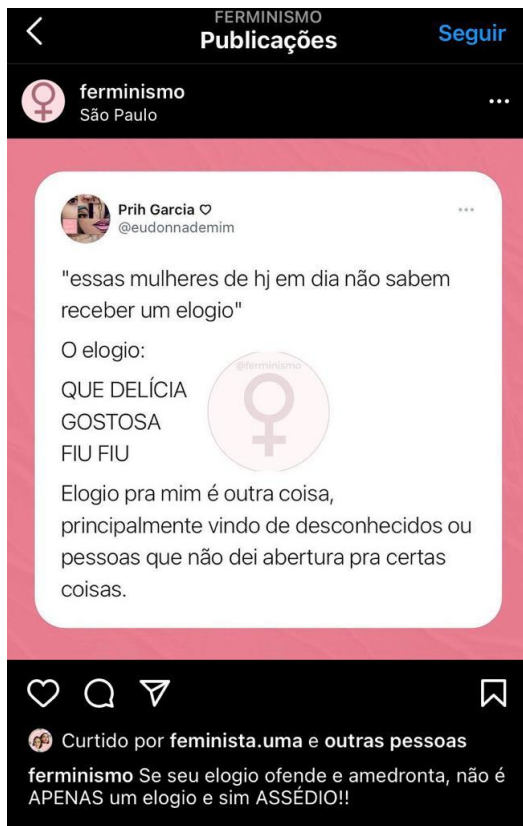 FERMINISMO
Publicações
Seguir
ferminismo
São Paulo
Prih Garcia ♡
@eudonnademim
"essas mulheres de hj em dia não sabem
receber um elogio"
O elogio:
@ferminismo
QUE DELÍCIA
GOSTOSA
FIU FIU
Elogio pra mim é outra coisa,
principalmente vindo de desconhecidos ou
pessoas que não dei abertura pra certas
coisas.
Curtido por feminista.uma e outras pessoas
ferminismo Se seu elogio ofende e amedronta, não é
APENAS um elogio e sim ASSÉDIO!!